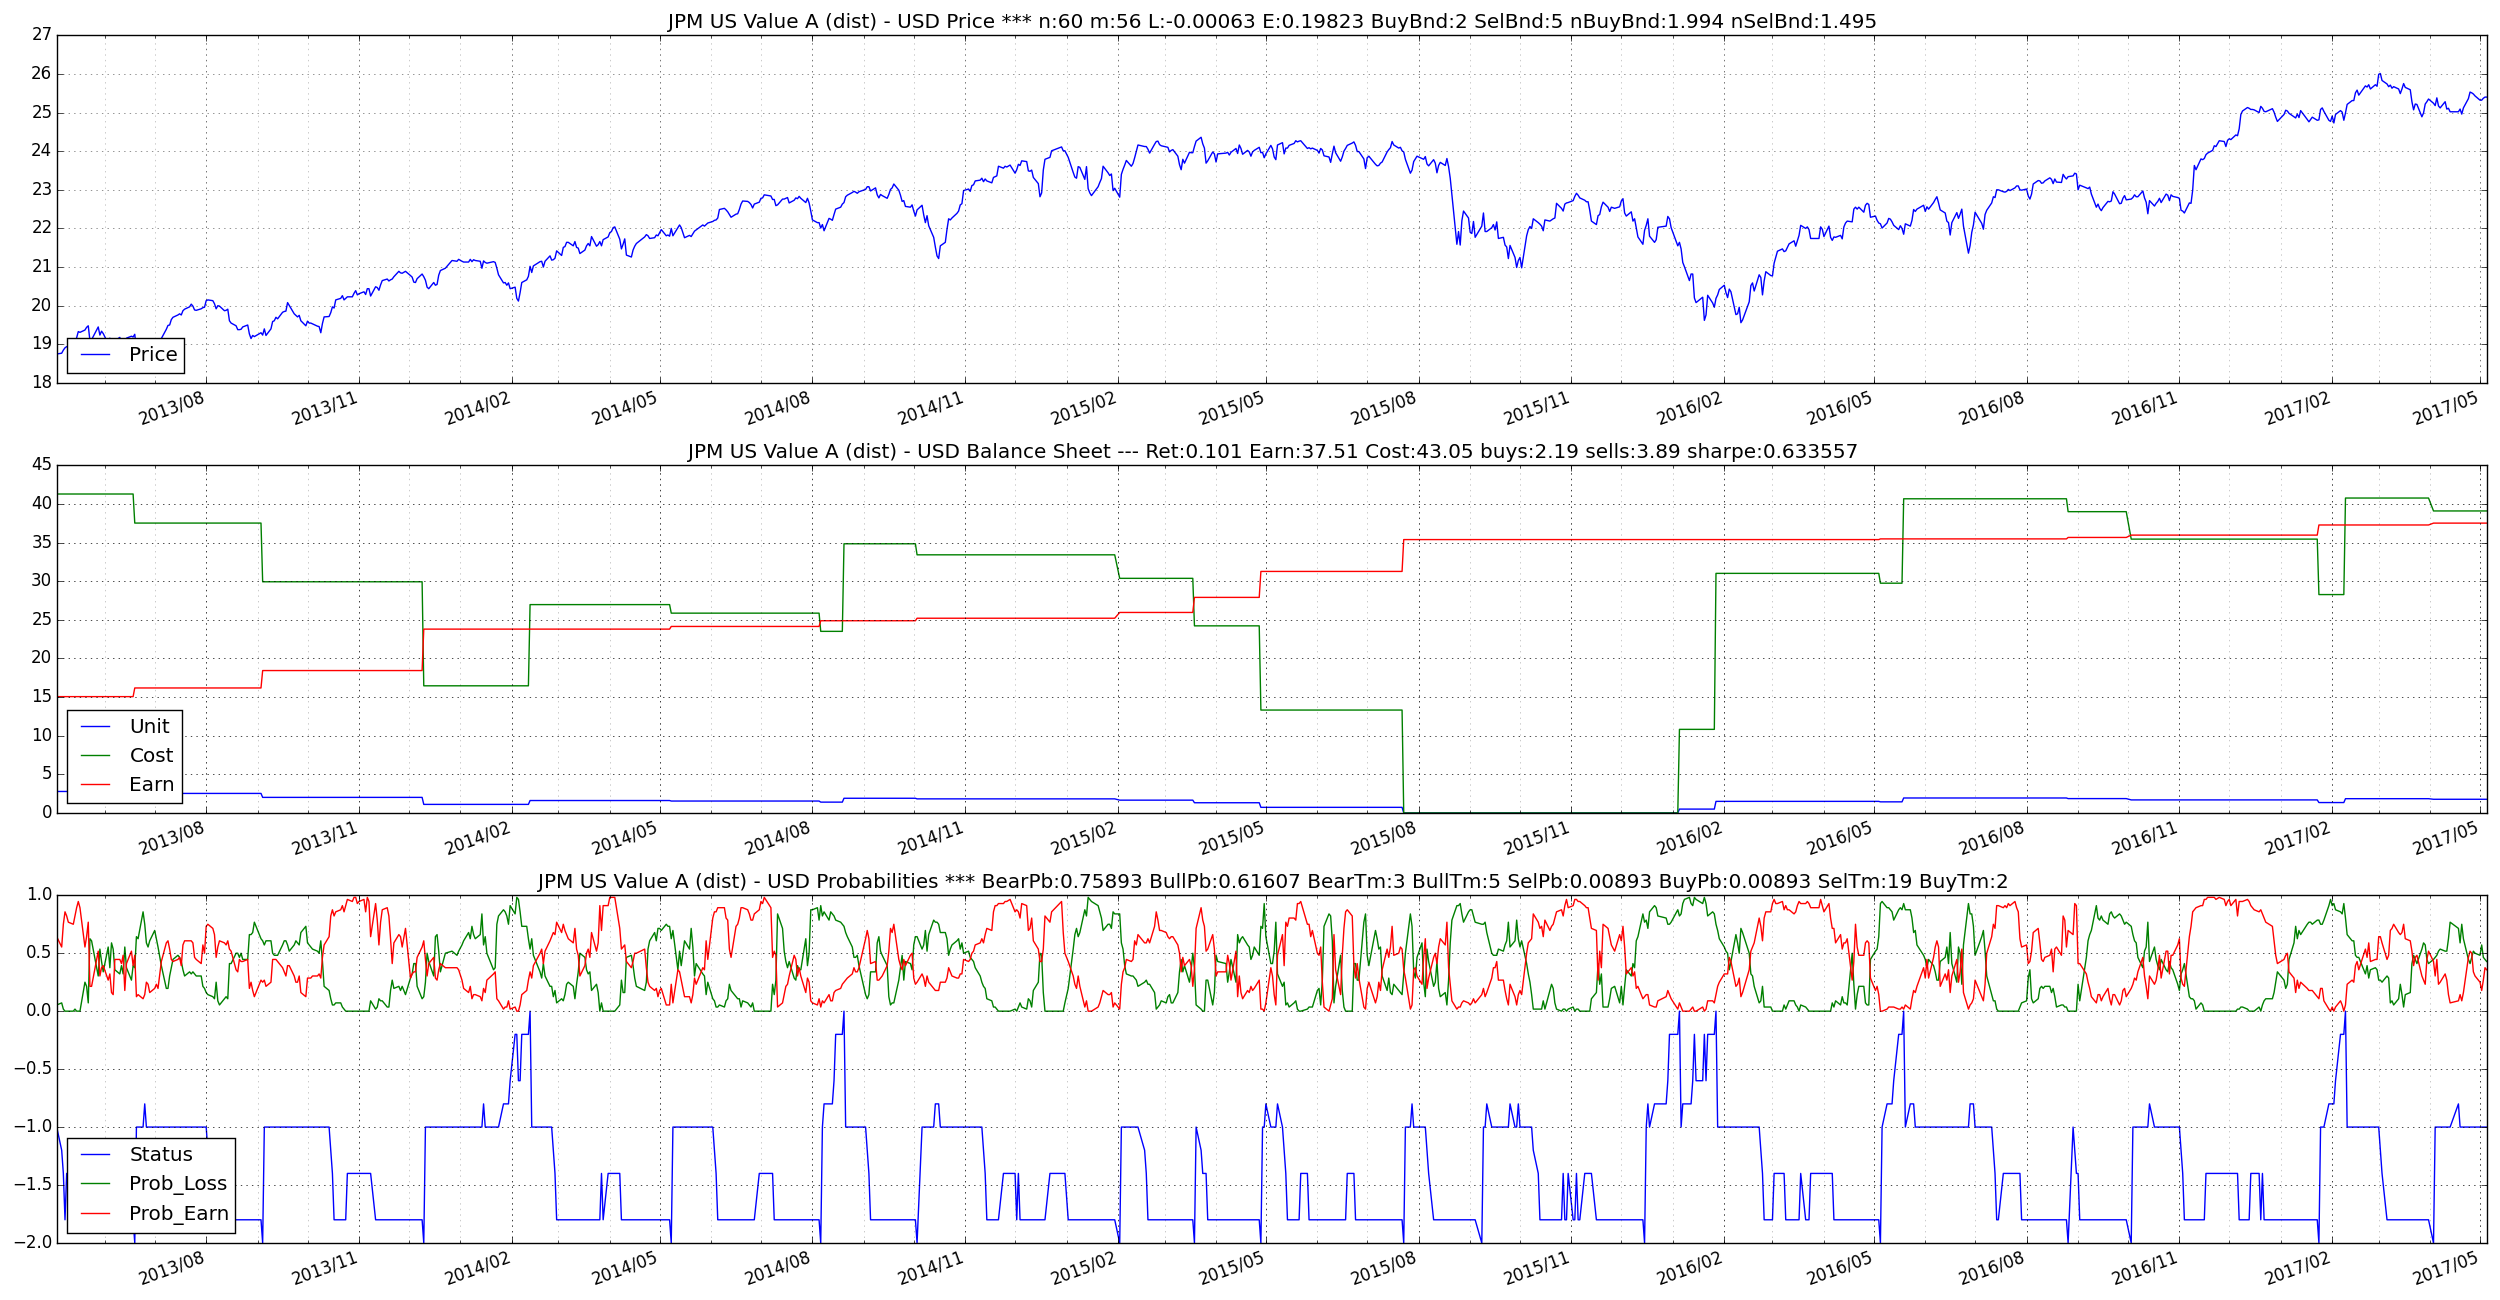 JPM US Value A (dist) - USD Price *** n:60 m:56 L:-0.00063 E:0.19823 BuyBnd:2 SelBnd:5 nBuyBnd:1.994 nSelBnd:1.495
27
26
25
24
23
22
21
20
19
18
Price
2013/08 2013/11 2014/02 2014/05 2014/08 2014/11 2015/02 2015/05 2015/08 2015/11 2016/02 2016/05 2016/08 2016/11 2017/02 2017/05
JPM US Value A (dist) - USD Balance Sheet --- Ret:0.101 Earn:37.51 Cost:43.05 buys:2.19 sells:3.89 sharpe:0.633557
45
40
35
30
25
20
15
10
5
0
Unit
Cost
Earn
2013/08 2013/11 2014/02 2014/05 2014/08 2014/11 2015/02 2015/05 2015/08 2015/11 2016/02 2016/05 2016/08 2016/11 2017/02 2017/05
JPM US Value A (dist) - USD Probabilities *** BearPb:0.75893 BullPb:0.61607 BearTm:3 BullTm:5 SelPb:0.00893 BuyPb:0.00893 SelTm:19 BuyTm:2
1.0
0.5
0.0
−0.5
−1.0
−1.5
−2.0
Status
Prob_Loss
Prob_Earn
2013/08 2013/11 2014/02 2014/05 2014/08 2014/11 2015/02 2015/05 2015/08 2015/11 2016/02 2016/05 2016/08 2016/11 2017/02 2017/05